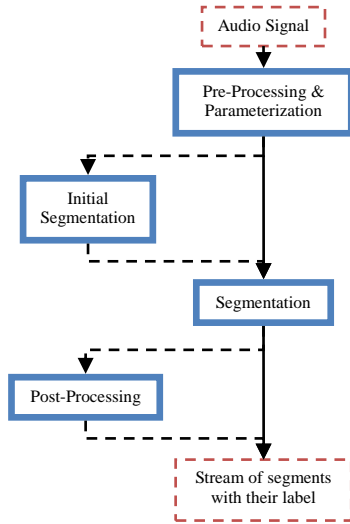 Audio Signal
Pre-Processing &
Parameterization
Initial
Segmentation
Segmentation
Post-Processing
Stream of segments
with their label